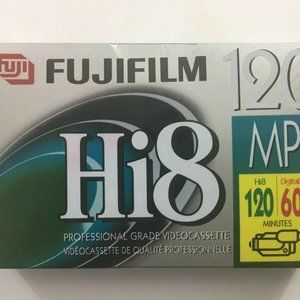 FUJI
FUJIFILM
120
Hi8
MP
PROFESSIONAL GRADE VIDEOCASSETTE
VIDÉOCASSETTE DE QUALITÉ PROFESSIONNELLE
Hi8 Digital
120 60
MINUTES